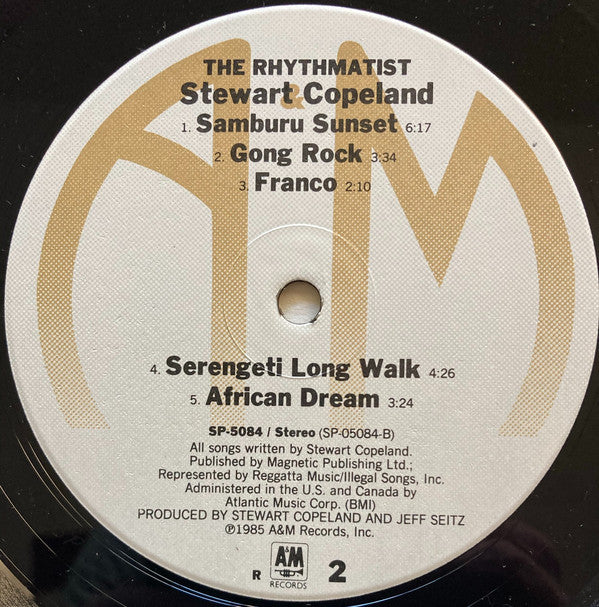 THE RHYTHMATIST
Stewart Copeland
1. Samburu Sunset 6:17
2. Gong Rock 3:34
3. Franco 2:10
4. Serengeti Long Walk 4:26
5. African Dream 3:24
SP-5084 / Stereo (SP-05084-B)
All songs written by Stewart Copeland.
Published by Magnetic Publishing Ltd.;
Represented by Reggatta Music/Illegal Songs, Inc.
Administered in the U.S. and Canada by
Atlantic Music Corp. (BMI)
PRODUCED BY STEWART COPELAND AND JEFF SEITZ
℗1985 A&M Records, Inc.
R A&M RECORDS 2
A&M